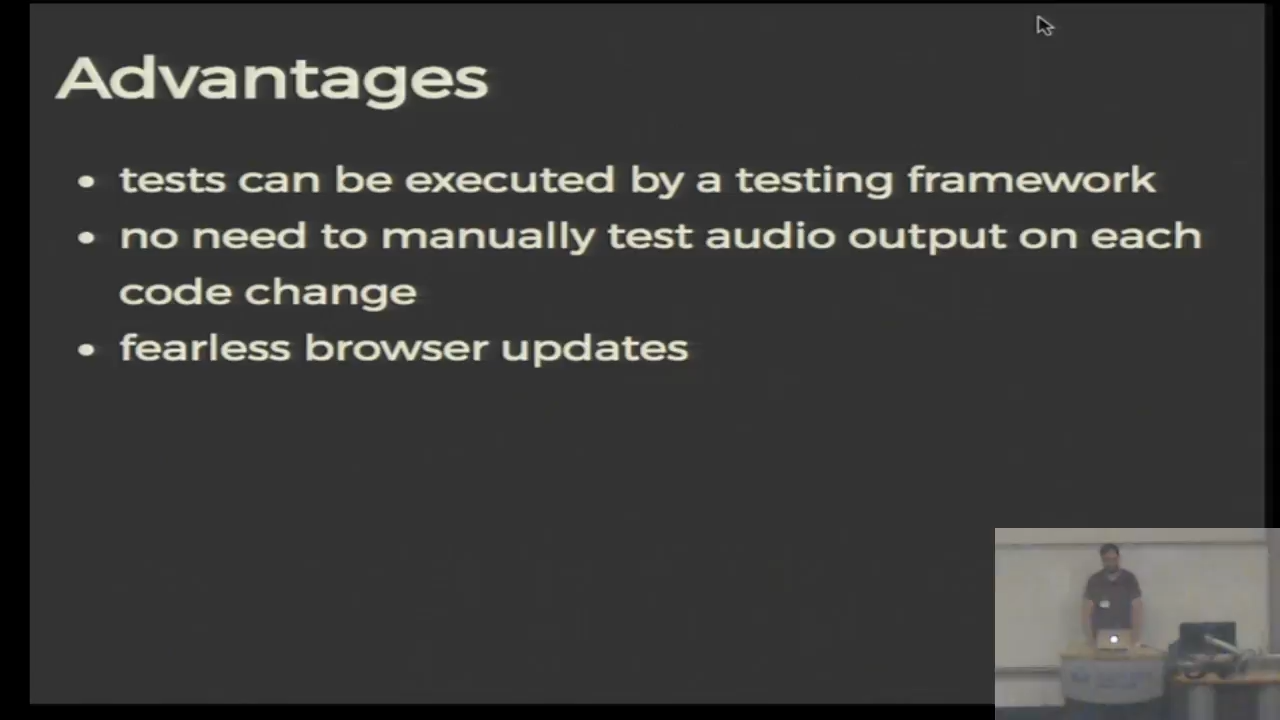 Advantages
tests can be executed by a testing framework
no need to manually test audio output on each
code change
fearless browser updates